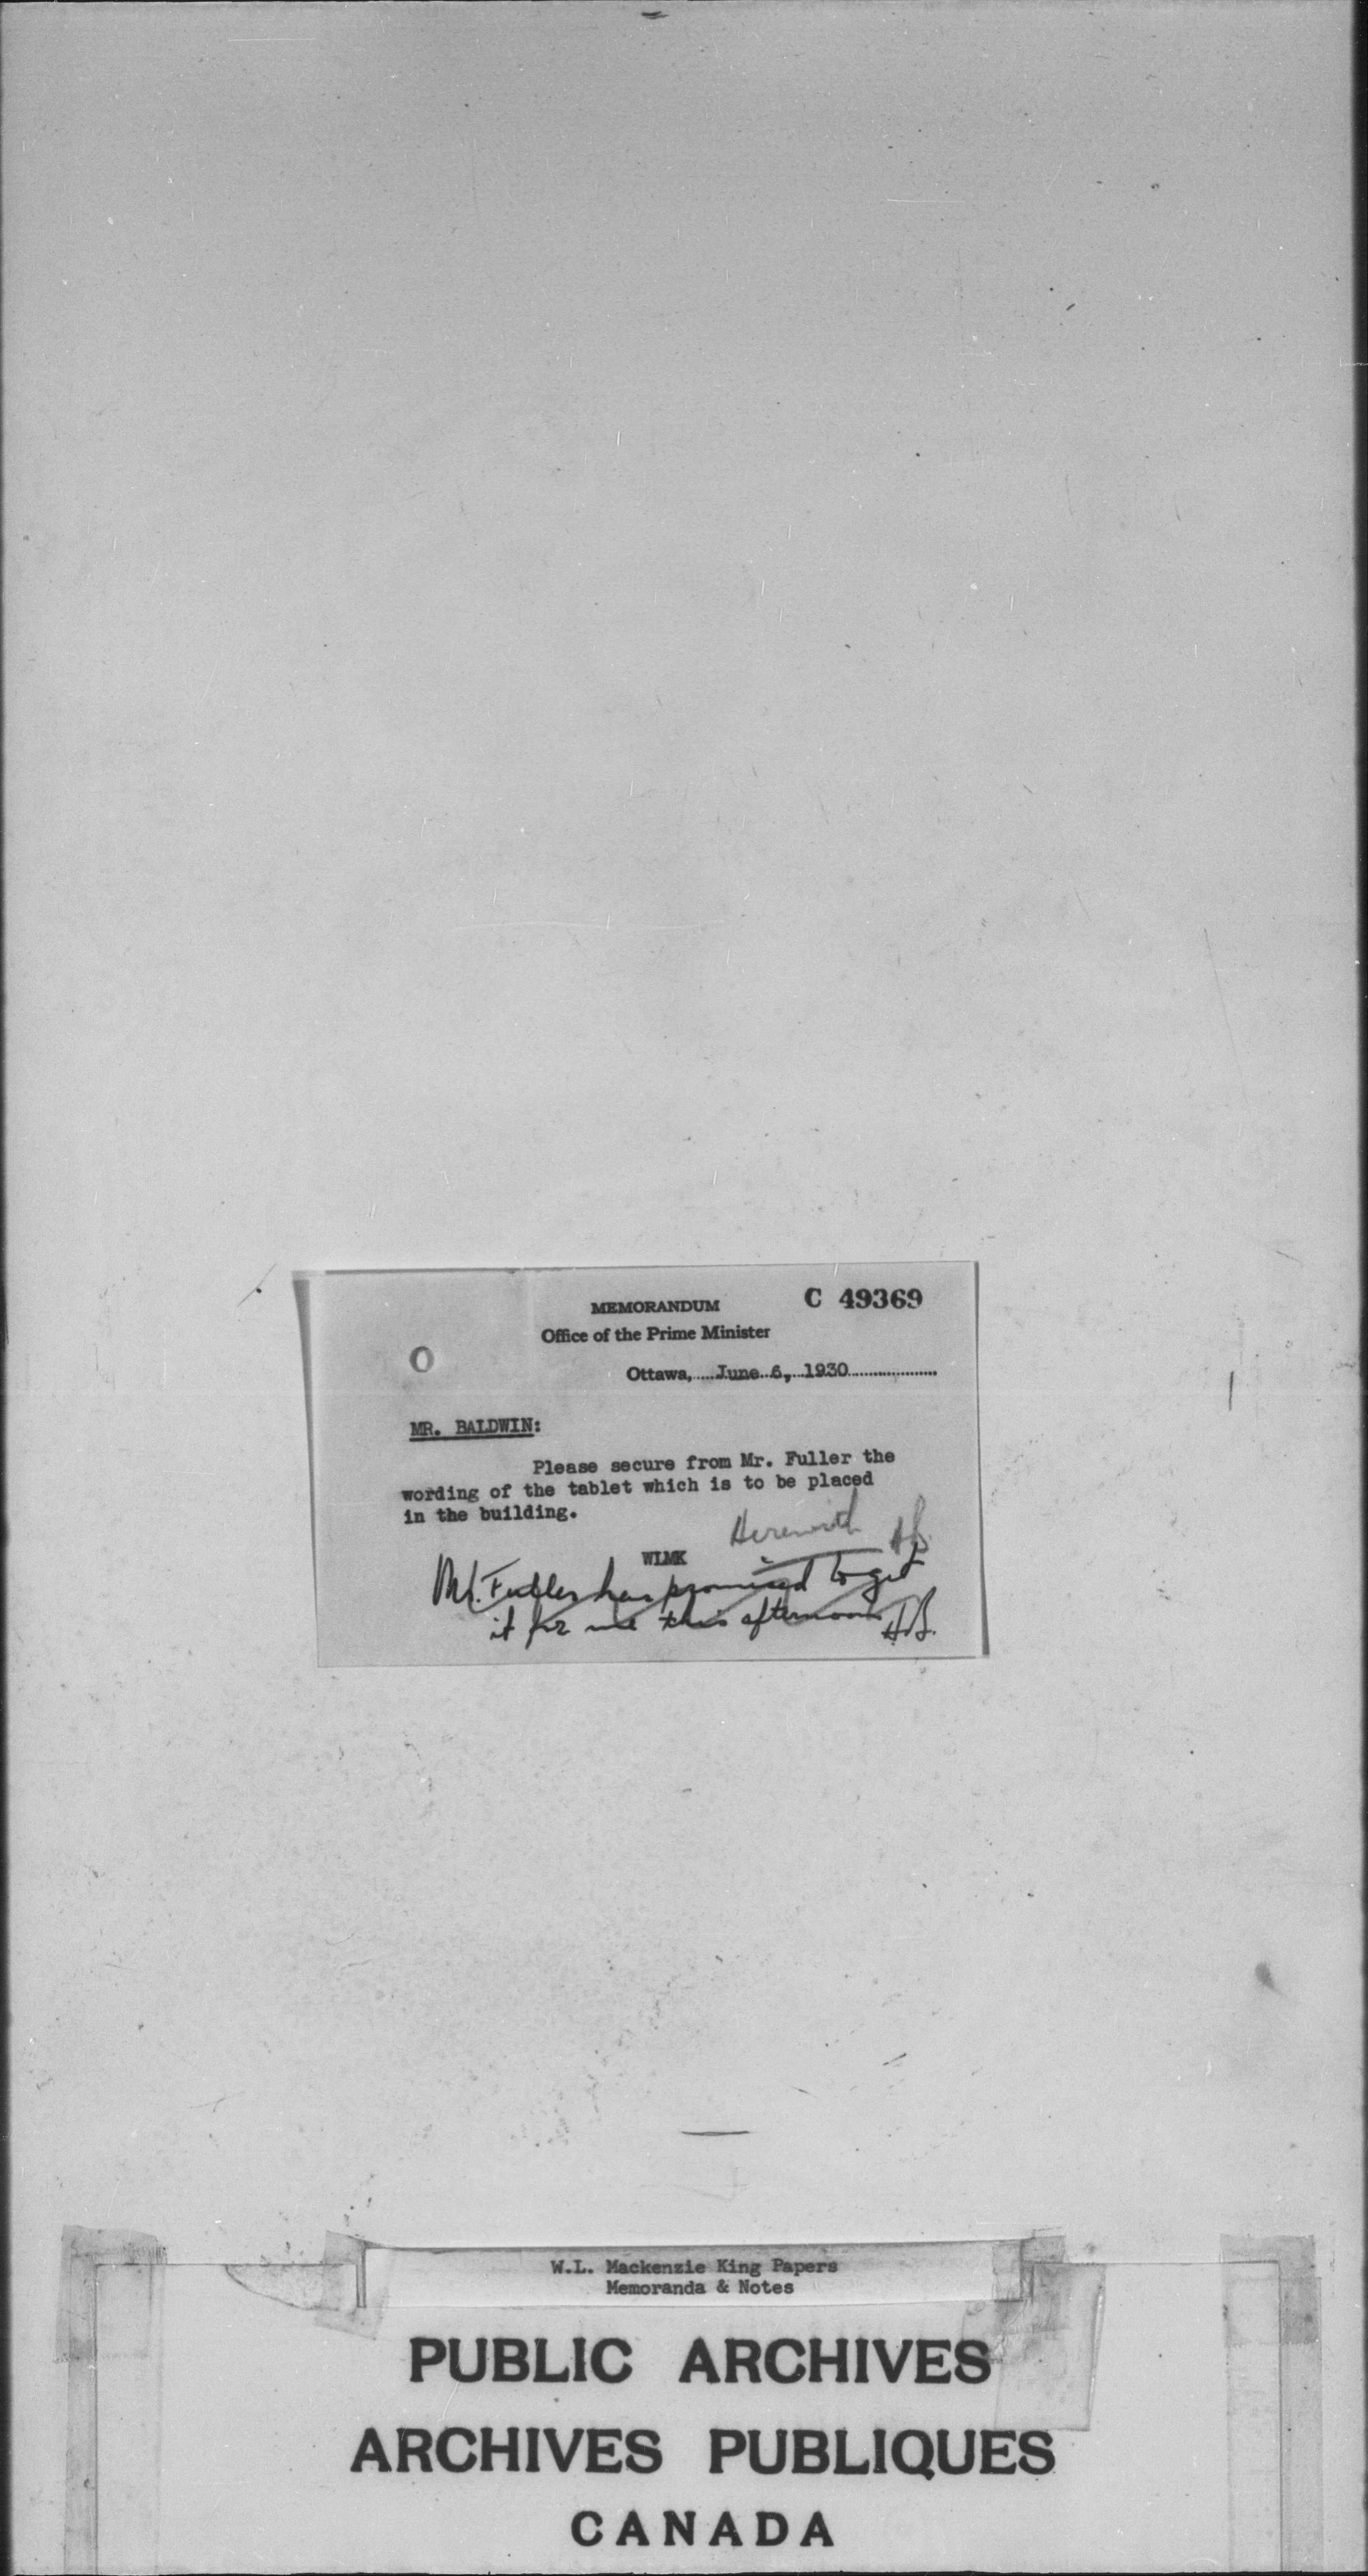 MEMORANDUM C 49369
Office of the Prime Minister
Ottawa, June 6, 1930
MR. BALDWIN:
Please secure from Mr. Fuller the
wording of the tablet which is to be placed
in the building.
Herewith HB
WLMK
Mr. Fuller has promised to get
it for me this afternoon H.B.
W.L. Mackenzie King Papers
Memoranda & Notes
PUBLIC ARCHIVES
ARCHIVES PUBLIQUES
CANADA